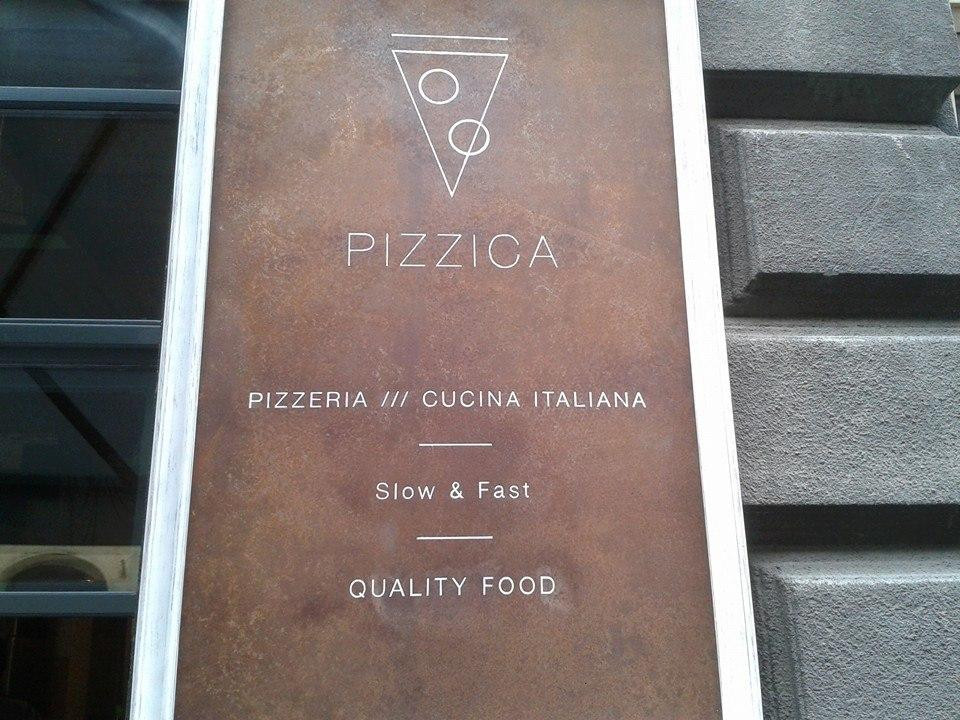 PIZZICA
PIZZERIA /// CUCINA ITALIANA
Slow & Fast
QUALITY FOOD